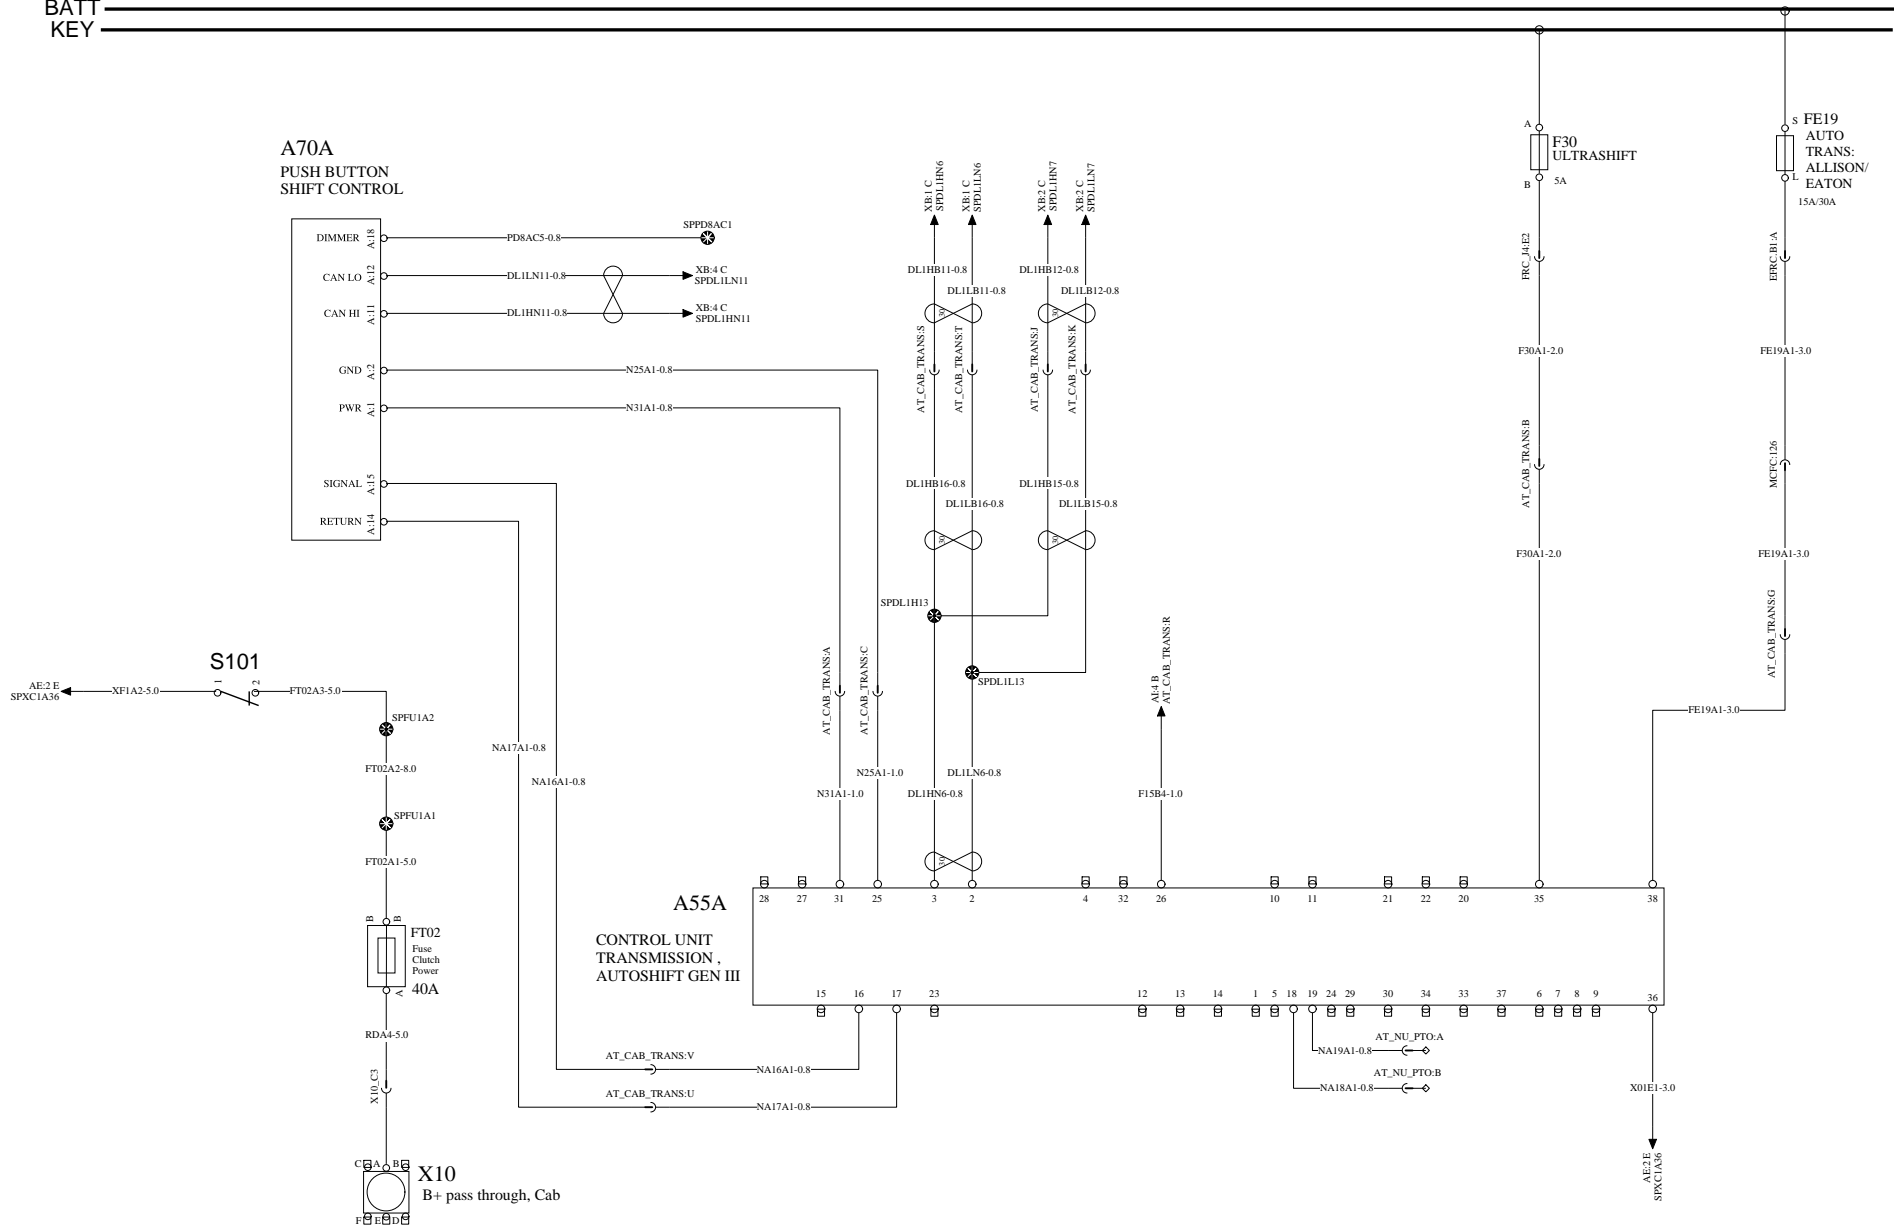 BATT
KEY
A70A
PUSH BUTTON
SHIFT CONTROL
DIMMER
A:18
PD8AC5-0.8
SPPD8AC1
CAN LO
A:12
DL1LN11-0.8
XB:4 C
SPDL1LN11
CAN HI
A:11
DL1HN11-0.8
XB:4 C
SPDL1HN11
GND
A:2
N25A1-0.8
PWR
A:1
N31A1-0.8
SIGNAL
A:15
RETURN
A:14
XB:1 C
SPDL1HN6
XB:1 C
SPDL1LN6
XB:2 C
SPDL1HN7
XB:2 C
SPDL1LN7
DL1HB11-0.8
DL1LB11-0.8
DL1HB12-0.8
DL1LB12-0.8
30
30
AT_CAB_TRANS:S
AT_CAB_TRANS:T
AT_CAB_TRANS:J
AT_CAB_TRANS:K
DL1HB16-0.8
DL1LB16-0.8
DL1HB15-0.8
DL1LB15-0.8
30
30
SPDL1H13
SPDL1L13
A
F30
ULTRASHIFT
B
5A
FRC_J4:E2
F30A1-2.0
AT_CAB_TRANS:B
F30A1-2.0
S
FE19
AUTO
TRANS:
ALLISON/
EATON
L
15A/30A
EFRC.B1:A
FE19A1-3.0
MCFC:126
FE19A1-3.0
AT_CAB_TRANS:G
FE19A1-3.0
AE:2 E
SPXC1A36
XF1A2-5.0
S101
1
2
FT02A3-5.0
SPFU1A2
FT02A2-8.0
SPFU1A1
FT02A1-5.0
B
B
FT02
Fuse
Clutch
Power
A
40A
RDA4-5.0
X10_C3
C
A
B
X10
B+ pass through, Cab
F
E
D
NA17A1-0.8
NA16A1-0.8
AT_CAB_TRANS:A
AT_CAB_TRANS:C
N25A1-1.0
N31A1-1.0
DL1LN6-0.8
DL1HN6-0.8
30
AI:4 B
AT_CAB_TRANS:R
F15B4-1.0
A55A
CONTROL UNIT
TRANSMISSION ,
AUTOSHIFT GEN III
28
27
31
25
3
2
4
32
26
10
11
21
22
20
35
38
15
16
17
23
12
13
14
1
5
18
19
24
29
30
34
33
37
6
7
8
9
36
AT_CAB_TRANS:V
NA16A1-0.8
AT_CAB_TRANS:U
NA17A1-0.8
NA19A1-0.8
AT_NU_PTO:A
NA18A1-0.8
AT_NU_PTO:B
X01E1-3.0
AE:2 E
SPXC1A36